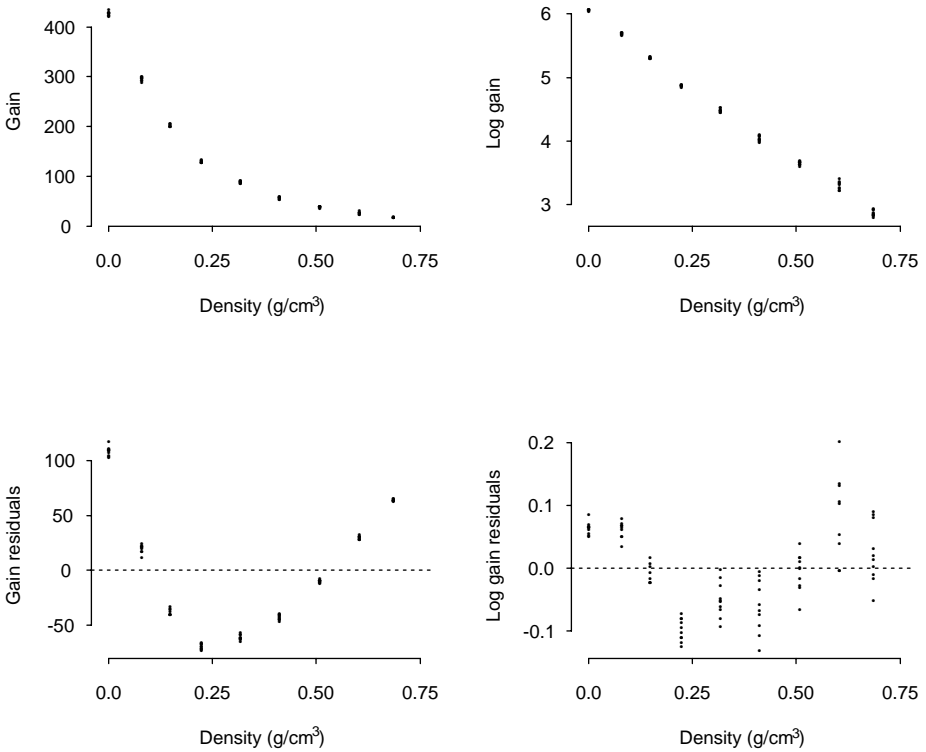 400
300
200
100
0
Gain
0.0 0.25 0.50 0.75
Density (g/cm³)
6
5
4
3
Log gain
0.0 0.25 0.50 0.75
Density (g/cm³)
100
50
0
-50
Gain residuals
0.0 0.25 0.50 0.75
Density (g/cm³)
0.2
0.1
0.0
-0.1
Log gain residuals
0.0 0.25 0.50 0.75
Density (g/cm³)